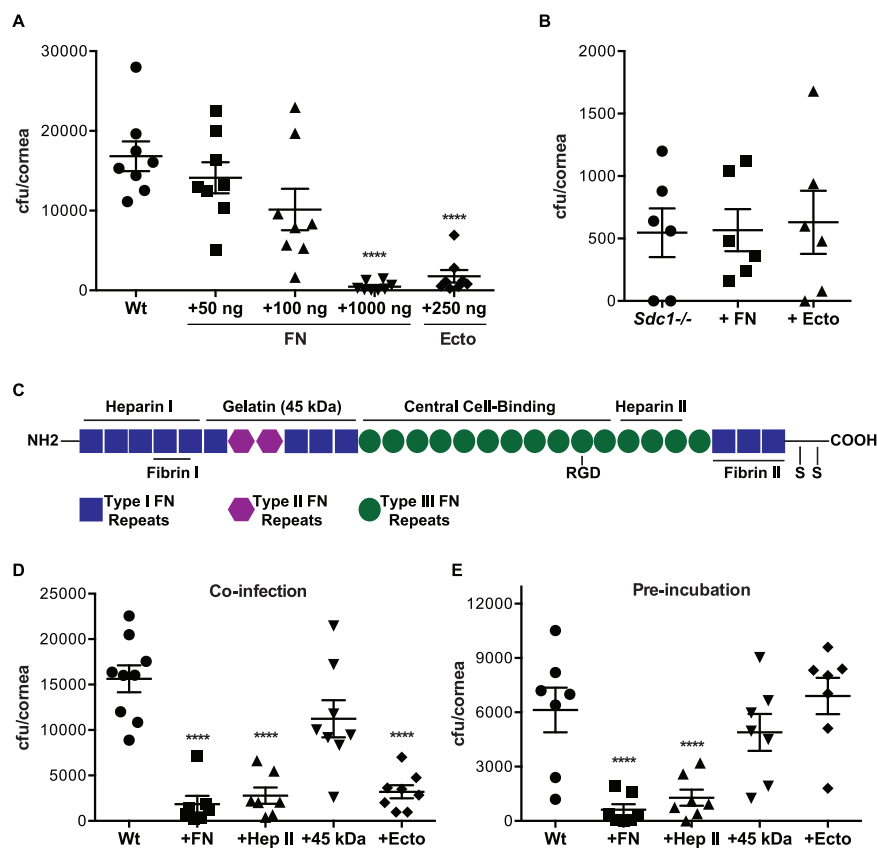 A
cfu/cornea
30000
20000
10000
0
****
****
Wt
+50 ng
+100 ng
+1000 ng
+250 ng
FN
Ecto
B
cfu/cornea
2000
1500
1000
500
0
Sdc1-/-
+ FN
+ Ecto
C
Heparin I
Gelatin (45 kDa)
Central Cell-Binding
Heparin II
NH2
COOH
Fibrin I
RGD
Fibrin II
S S
Type I FN
Repeats
Type II FN
Repeats
Type III FN
Repeats
D
Co-infection
cfu/cornea
25000
20000
15000
10000
5000
0
****
****
****
Wt
+FN
+Hep II
+45 kDa
+Ecto
E
Pre-incubation
cfu/cornea
12000
9000
6000
3000
0
****
****
Wt
+FN
+Hep II
+45 kDa
+Ecto